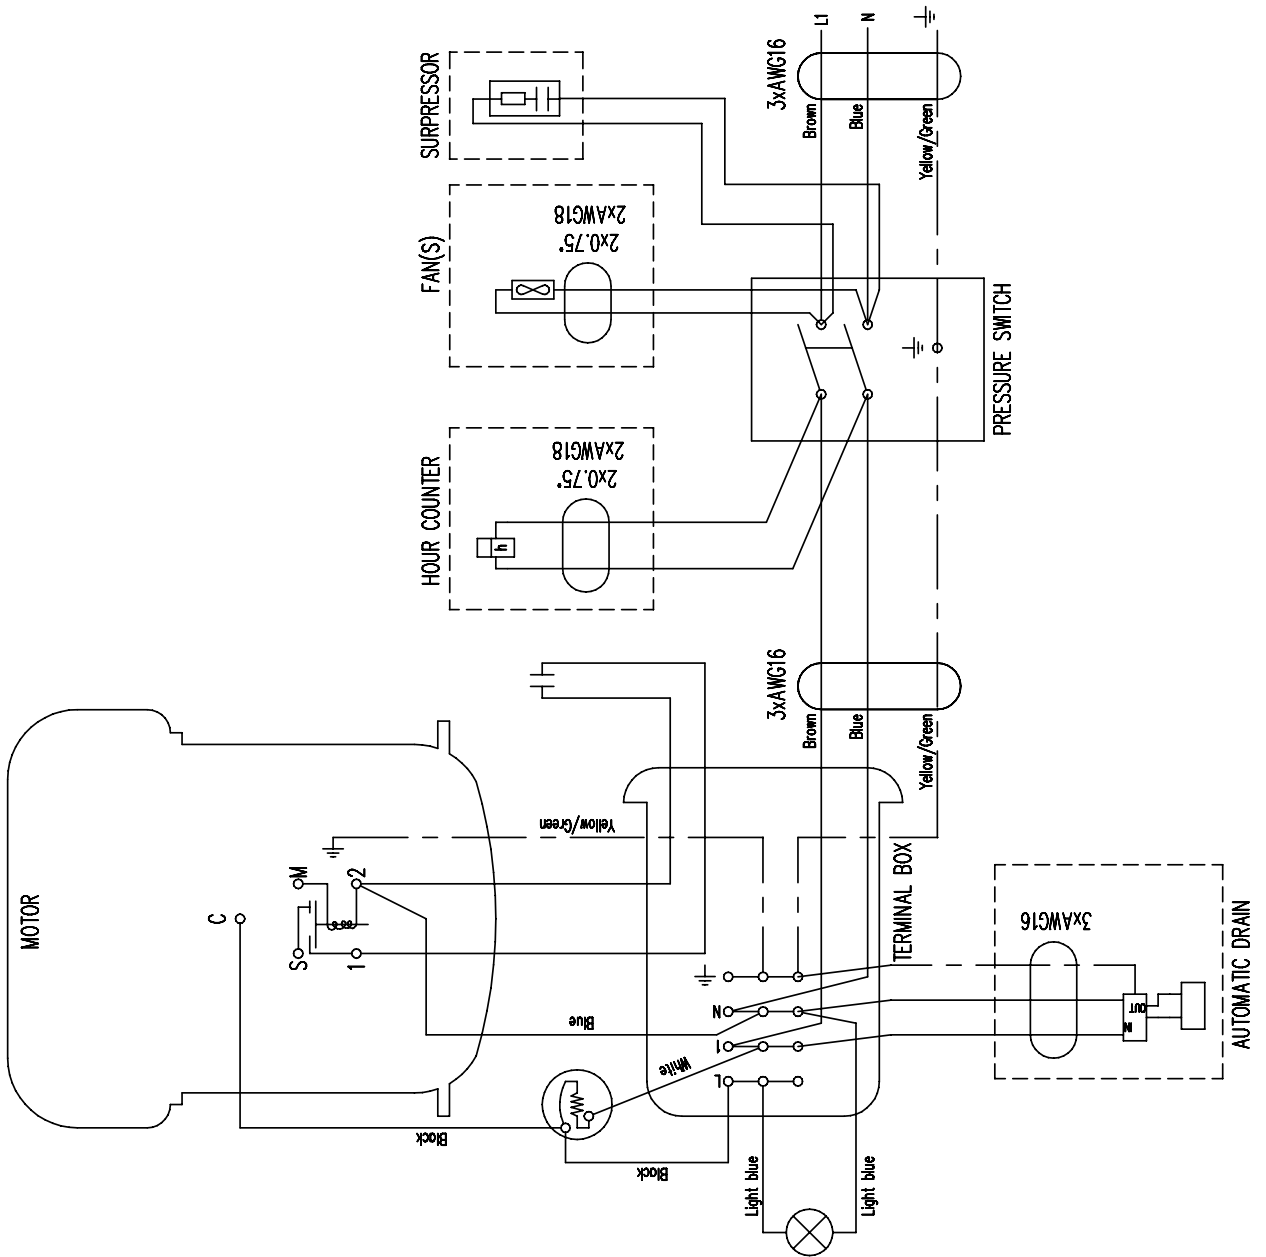 L1
N
3xAWG16
Brown
Blue
Yellow/Green
SURPRESSOR
FAN(S)
2xAWG18
2x0.75°
PRESSURE SWITCH
HOUR COUNTER
h
2xAWG18
2x0.75°
3xAWG16
Brown
Blue
Yellow/Green
MOTOR
C
M
2
S
1
Yellow/Green
TERMINAL BOX
N
1
L
Blue
White
Black
Black
Light blue
Light blue
3xAWG16
IN
OUT
AUTOMATIC DRAIN